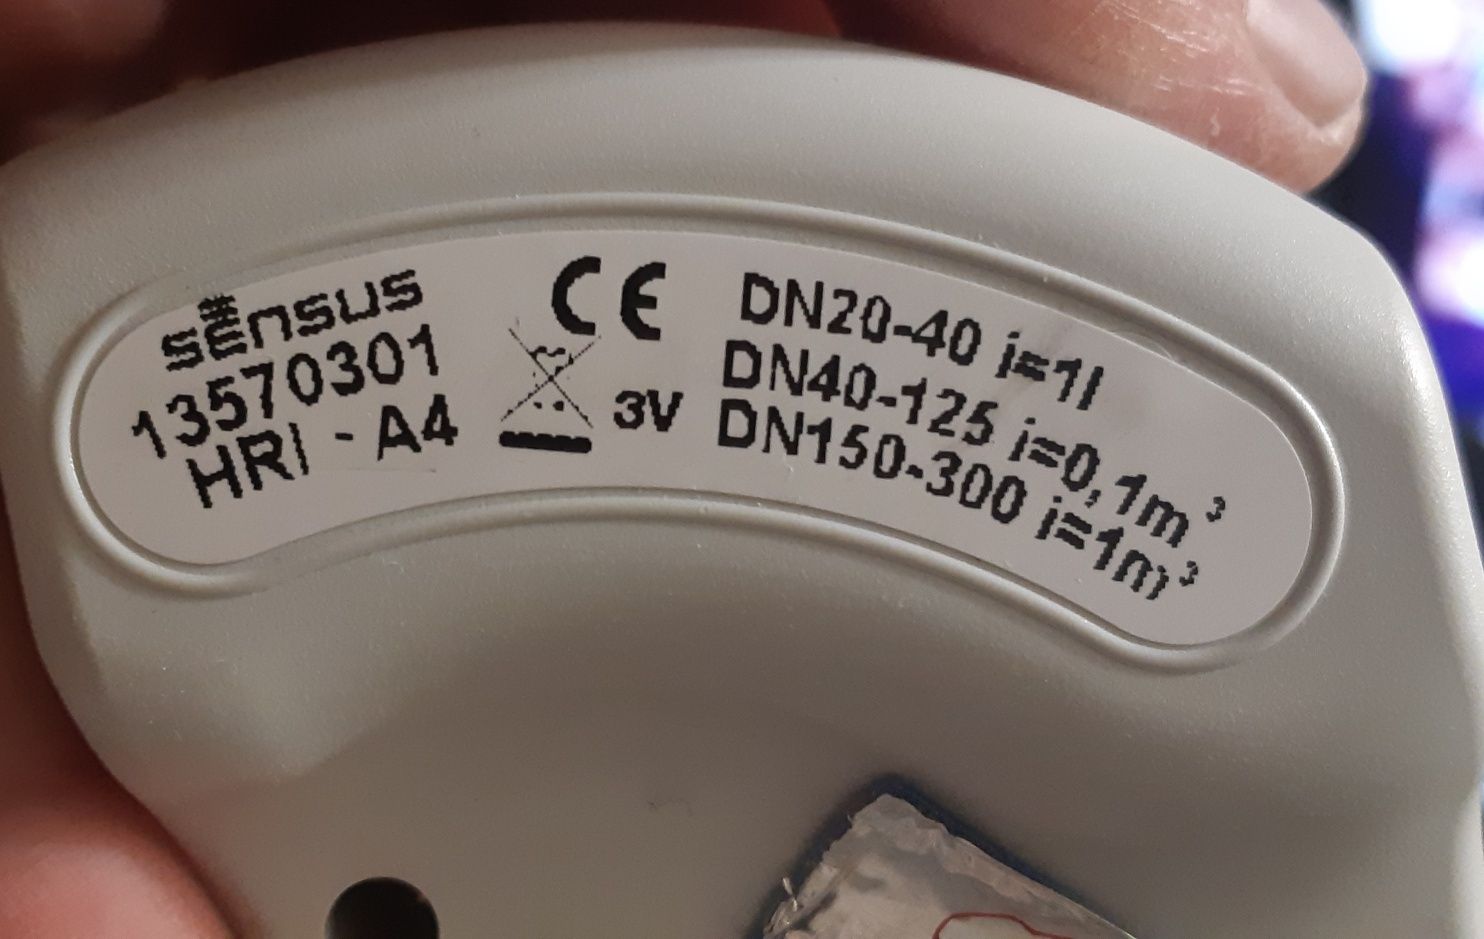 sensus
13570301
HRI - A4
CE
3V
DN20-40 i=1l
DN40-125 i=0,1m³
DN150-300 i=1m³